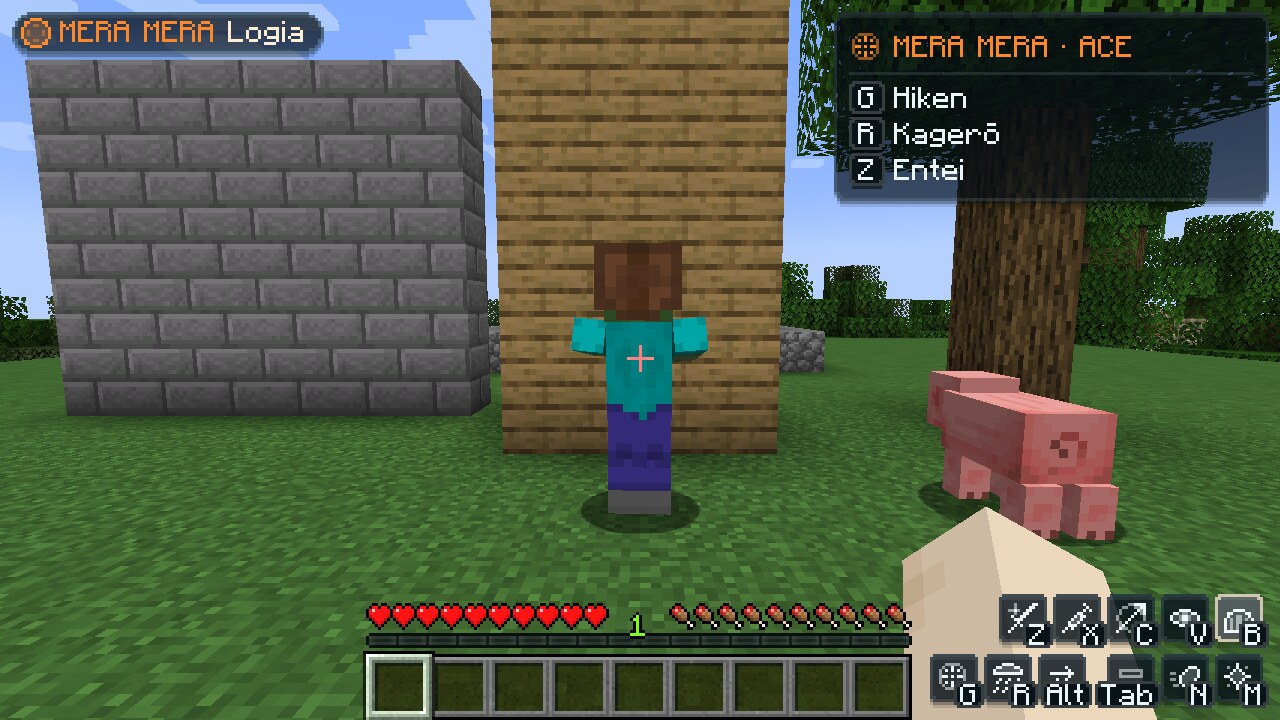 MERA MERA Logia
MERA MERA · ACE
G Hiken
R Kagerō
Z Entei
1
Z X C V B
G R Alt Tab N M